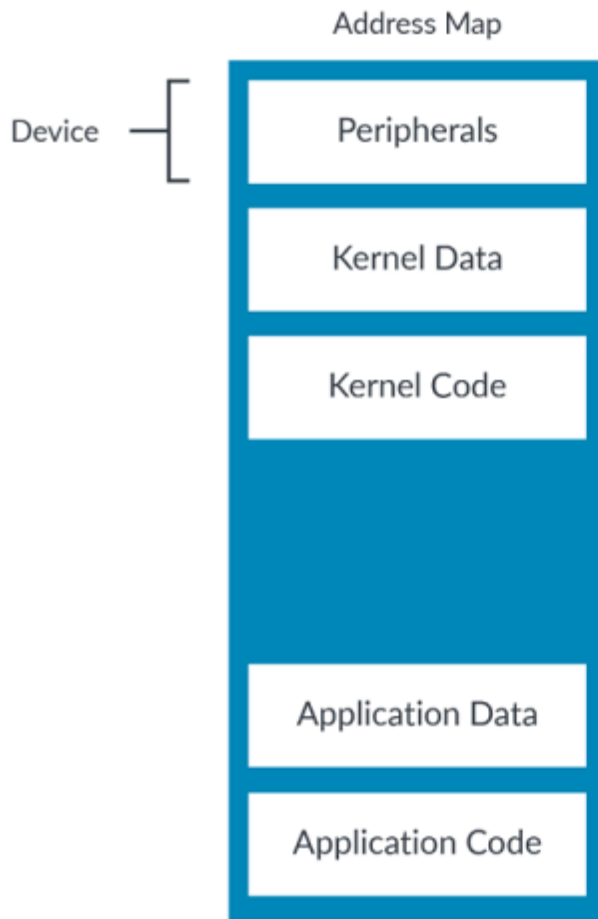 Address Map
Device
Peripherals
Kernel Data
Kernel Code
Application Data
Application Code